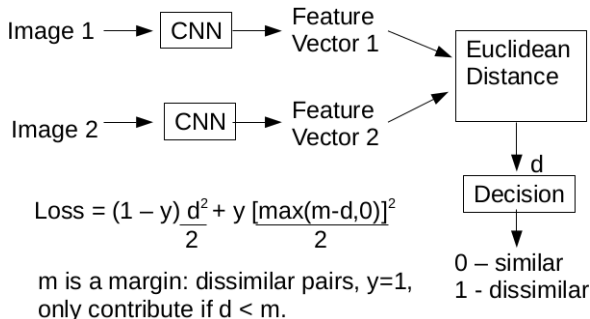 Image 1
CNN
Feature
Vector 1
Euclidean
Distance
Image 2
CNN
Feature
Vector 2
d
Decision
0 – similar
1 - dissimilar
Loss = (1 – y) d² + y [max(m-d,0)]²
2 2
m is a margin: dissimilar pairs, y=1,
only contribute if d < m.